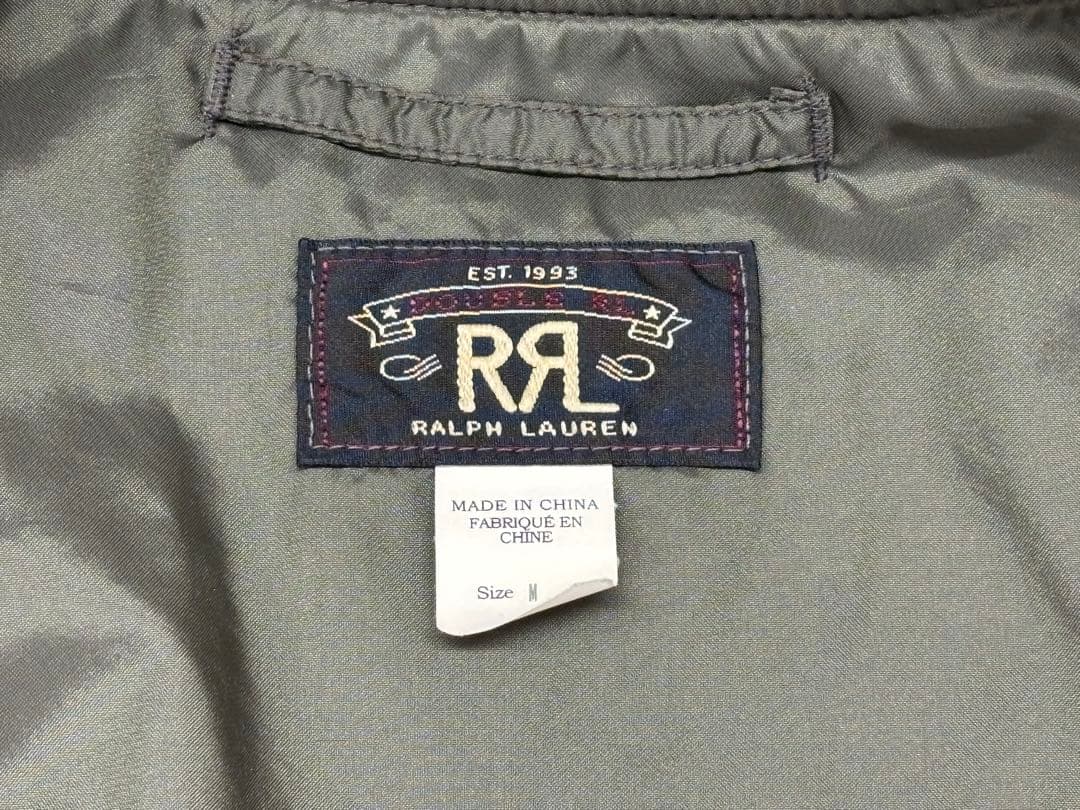 EST. 1993
DOUBLE RL
RRL
RALPH LAUREN
MADE IN CHINA
FABRIQUÉ EN
CHINE
Size M